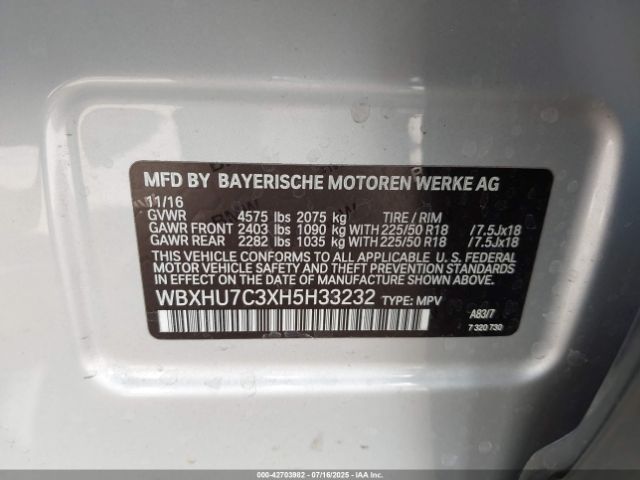 MFD BY BAYERISCHE MOTOREN WERKE AG
11/16
GVWR 4575 lbs 2075 kg TIRE / RIM
GAWR FRONT 2403 lbs 1090 kg WITH 225/50 R18 /7.5Jx18
GAWR REAR 2282 lbs 1035 kg WITH 225/50 R18 /7.5Jx18
THIS VEHICLE CONFORMS TO ALL APPLICABLE U. S. FEDERAL
MOTOR VEHICLE SAFETY, BUMPER, AND THEFT PREVENTION
STANDARDS IN EFFECT ON THE DATE OF MANUFACTURE SHOWN ABOVE.
WBXHU7C3XH5H33232 TYPE: MPV
A83/7
7 320 730
000-42703982 / 07/16/2025 / Copyright IAA, LLC